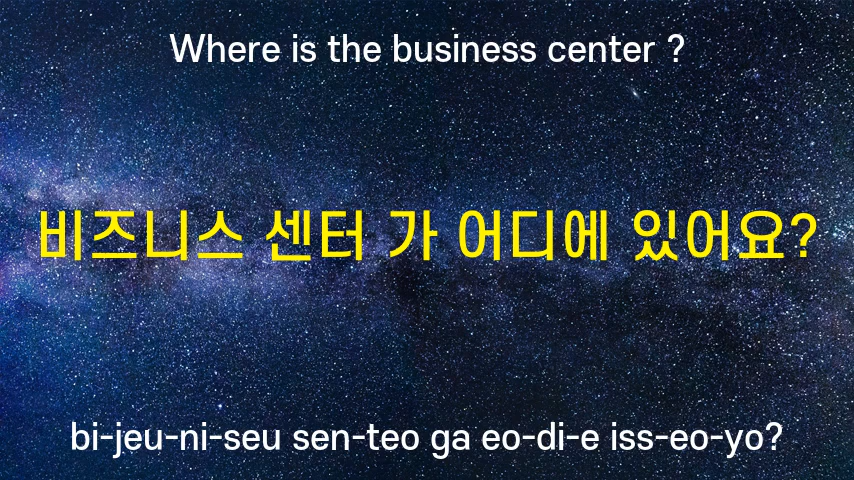 Where is the business center ?
비즈니스 센터 가 어디에 있어요?
bi-jeu-ni-seu sen-teo ga eo-di-e iss-eo-yo?